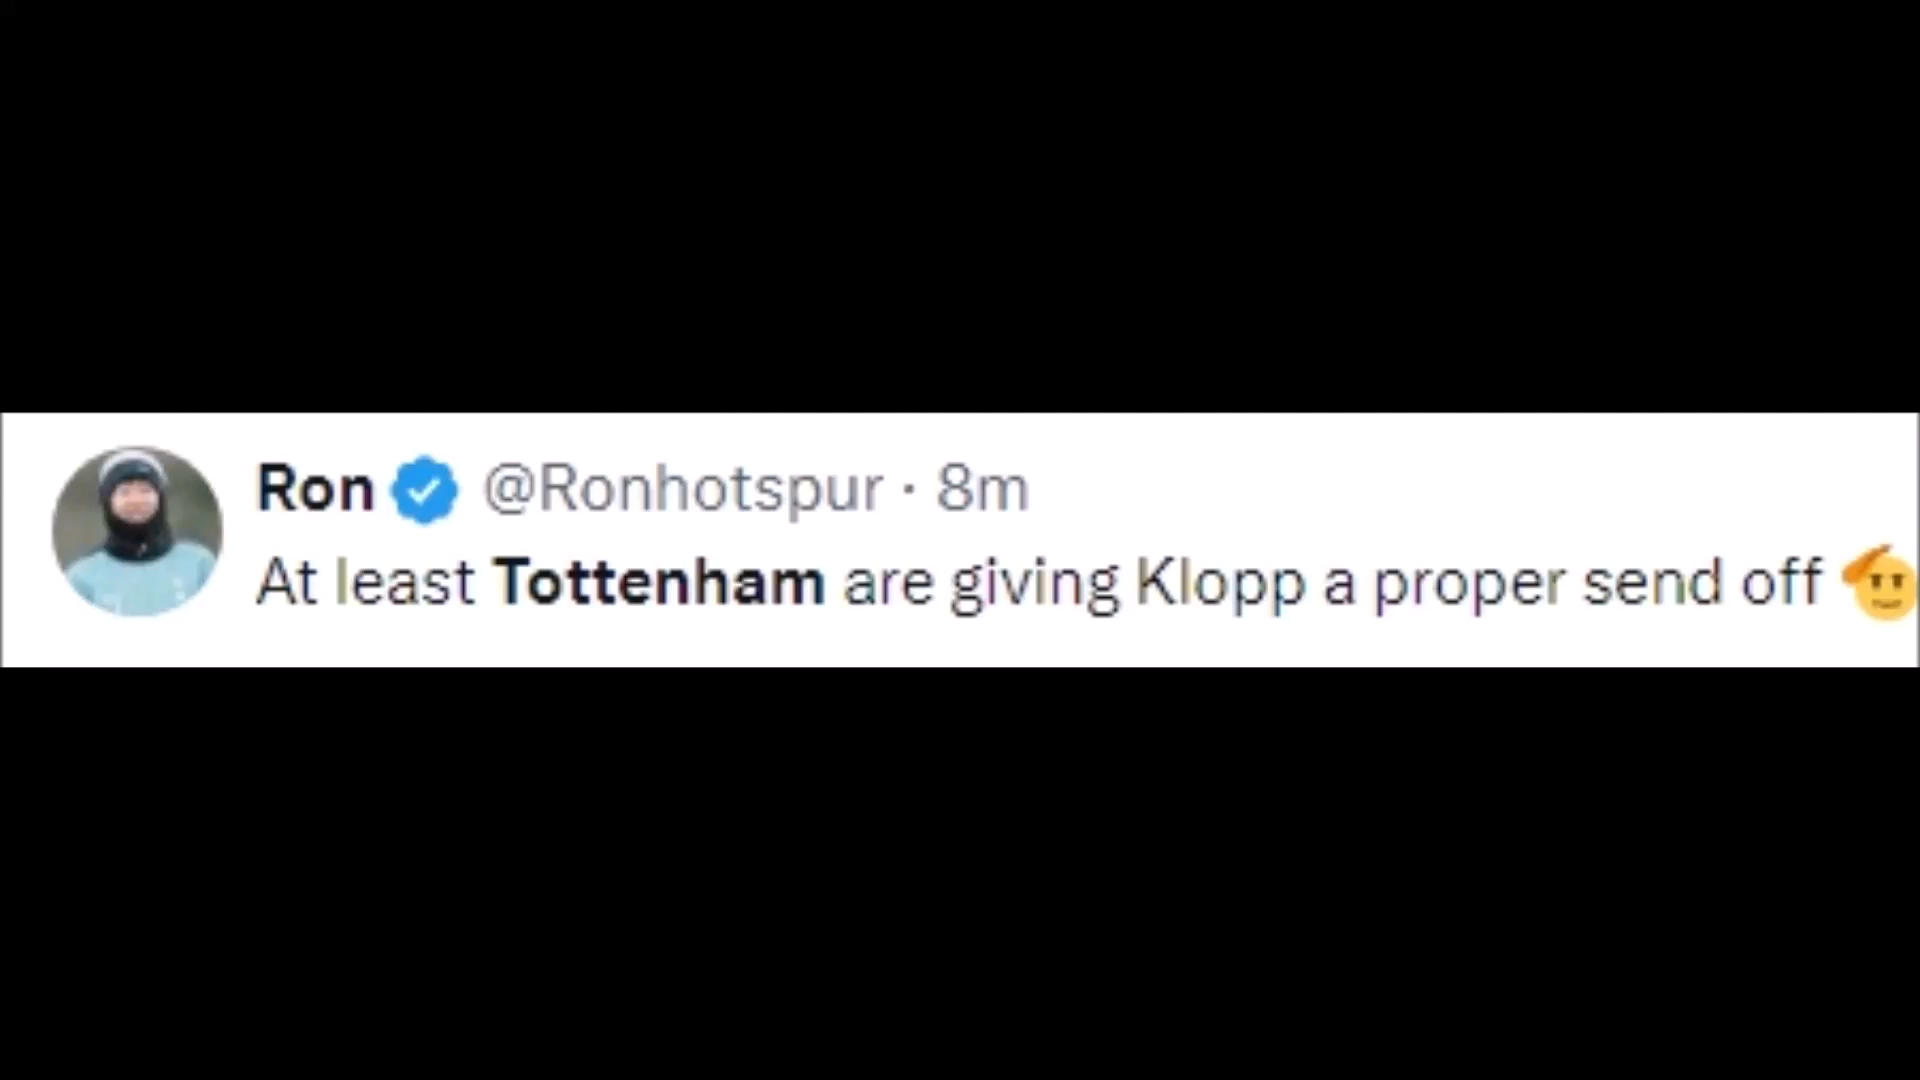 Ron @Ronhotspur · 8m
At least Tottenham are giving Klopp a proper send off 🫡